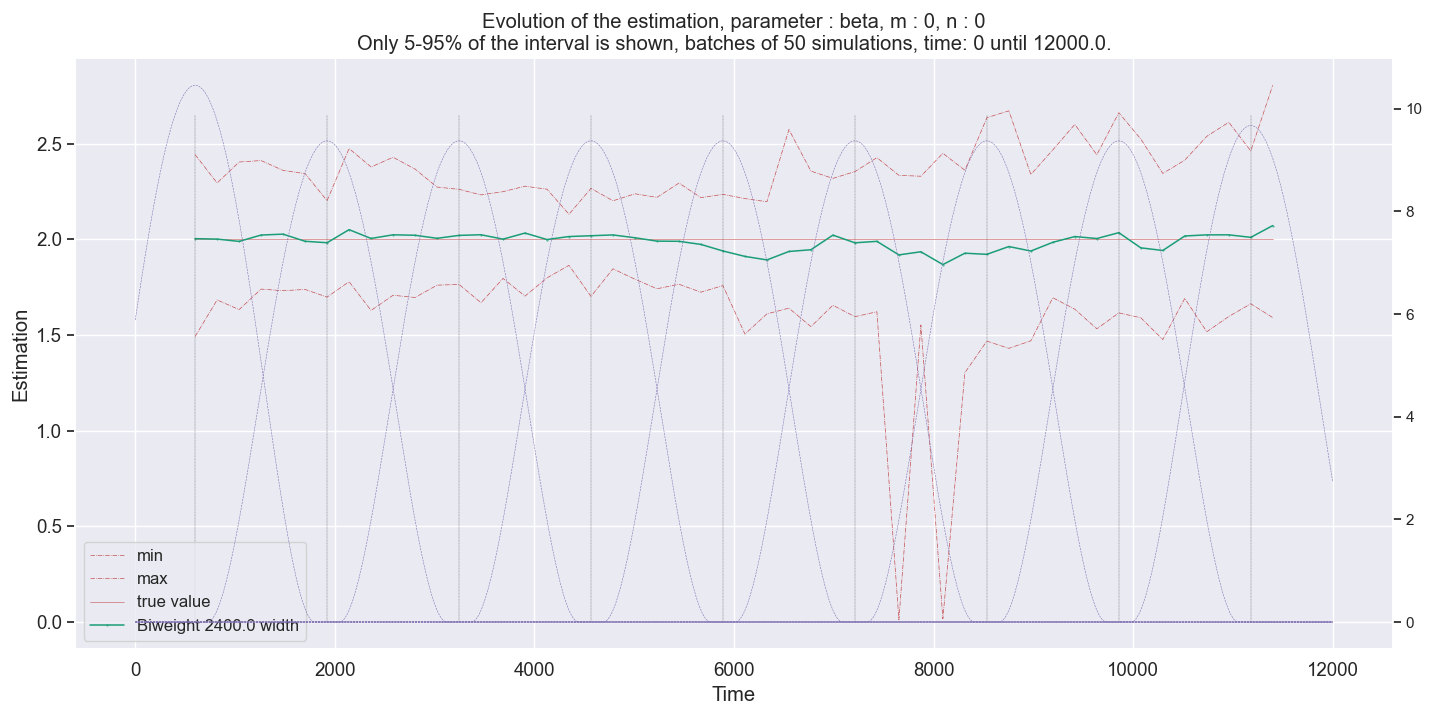 Evolution of the estimation, parameter : beta, m : 0, n : 0
Only 5-95% of the interval is shown, batches of 50 simulations, time: 0 until 12000.0.
Estimation
2.5
2.0
1.5
1.0
0.5
0.0
10
8
6
4
2
0
min
max
true value
Biweight 2400.0 width
0
2000
4000
6000
8000
10000
12000
Time